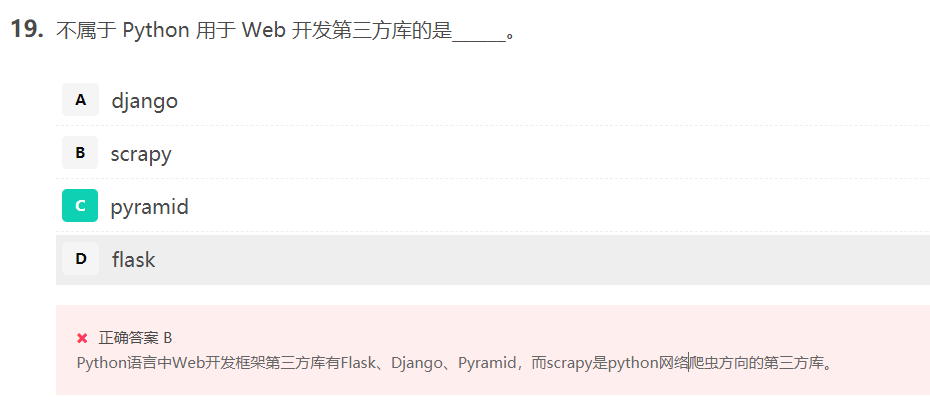 19. 不属于 Python 用于 Web 开发第三方库的是______。
A django
B scrapy
C pyramid
D flask
✖ 正确答案 B
Python语言中Web开发框架第三方库有Flask、Django、Pyramid，而scrapy是python网络爬虫方向的第三方库。